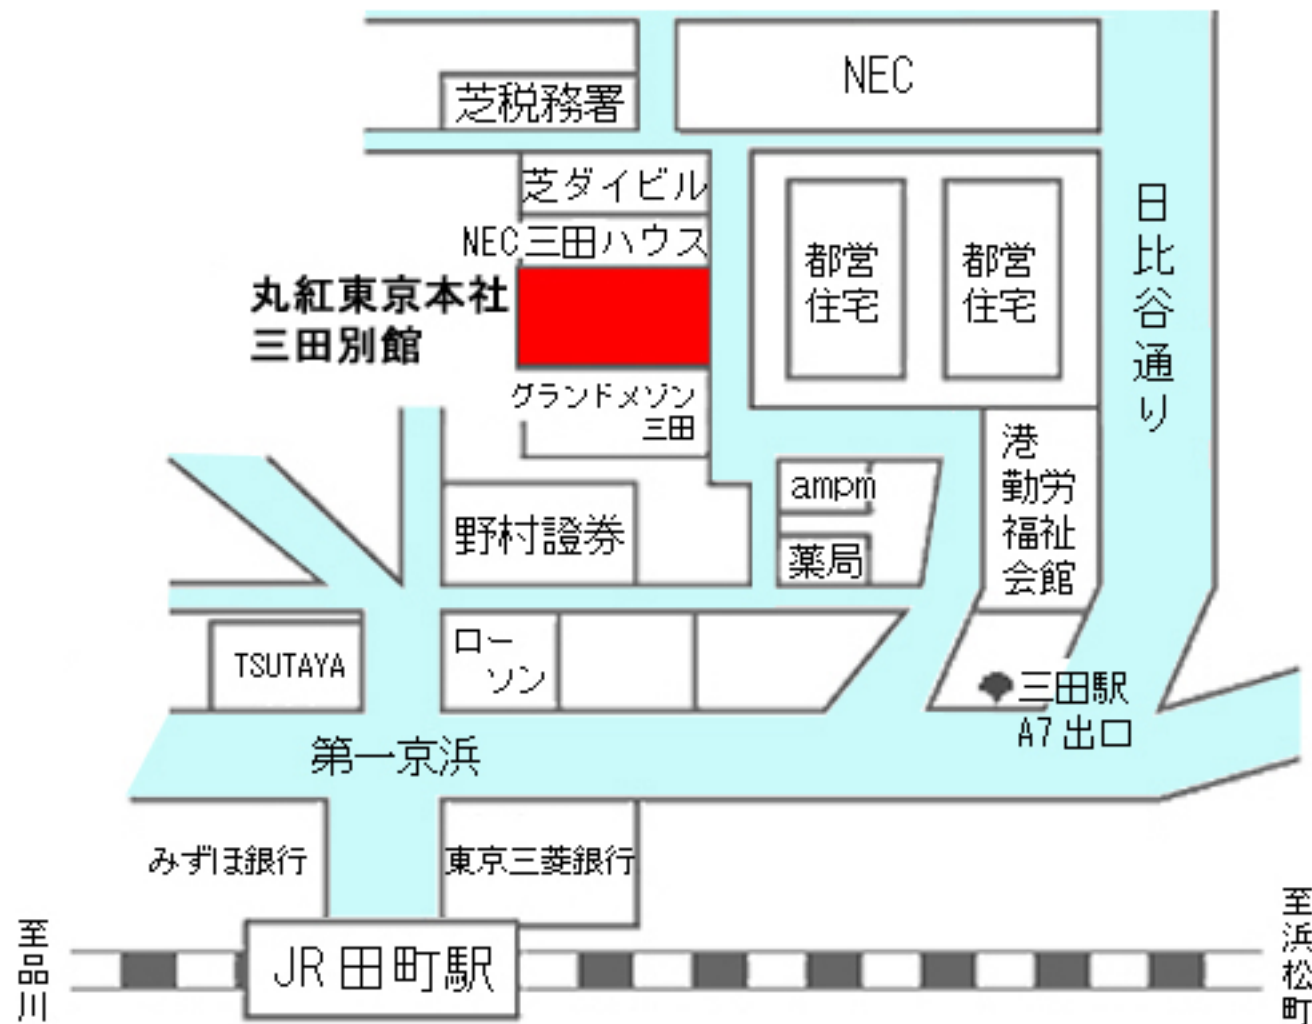 NEC
芝税務署
芝ダイビル
NEC三田ハウス
丸紅東京本社
三田別館
都営
住宅
都営
住宅
日比谷通り
グランドメゾン
三田
港
勤労
福祉
会館
ampm
野村證券
薬局
TSUTAYA
ロー
ソン
三田駅
A7出口
第一京浜
みずほ銀行
東京三菱銀行
至品川
JR田町駅
至浜松町